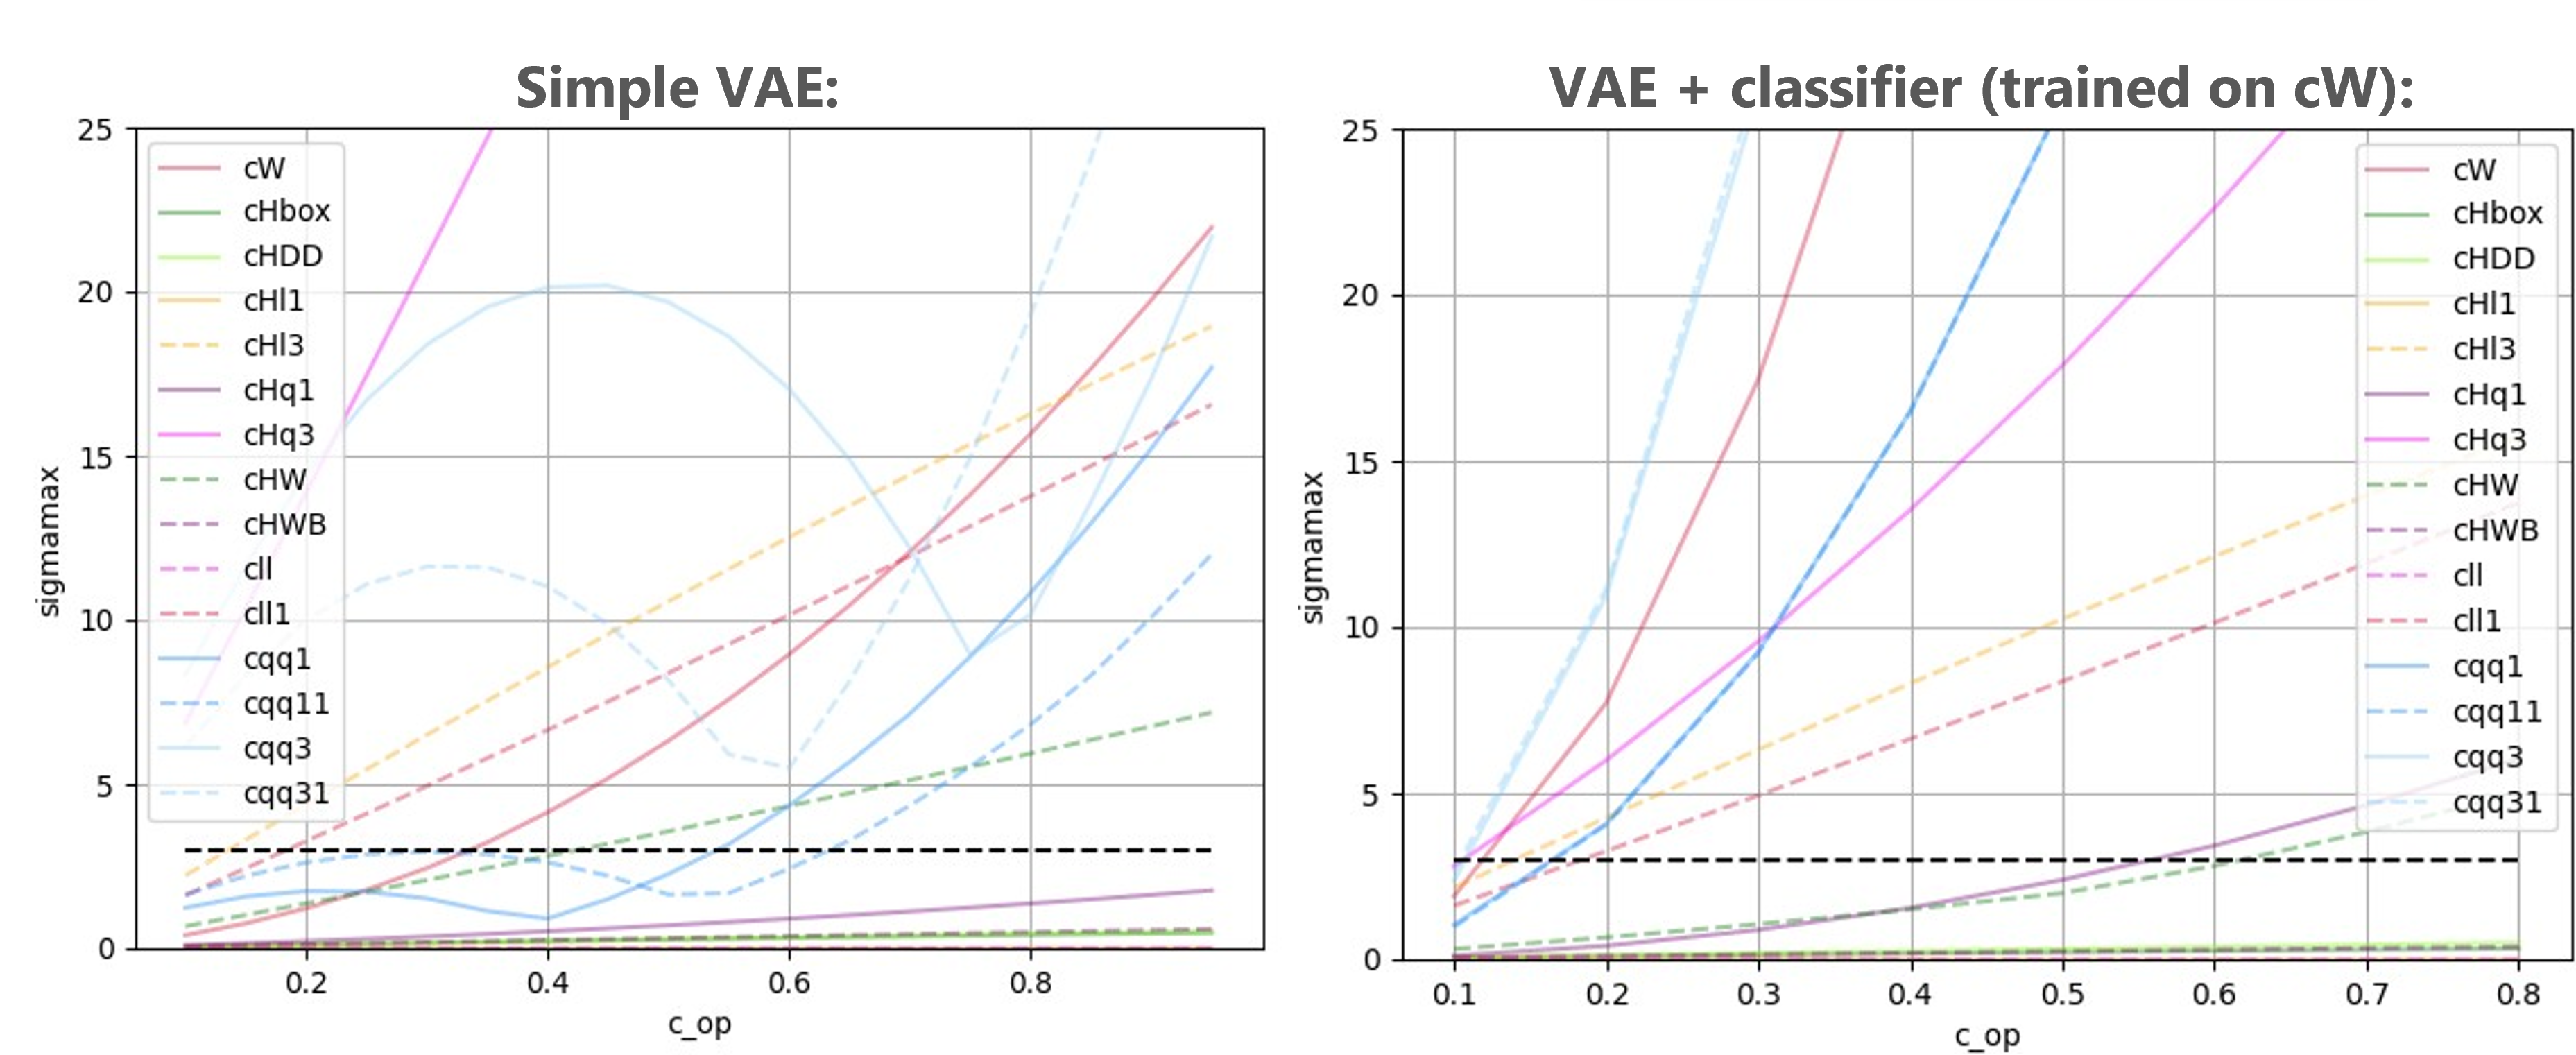 Simple VAE:
25
20
15
10
5
0
sigmamax
cW
cHbox
cHDD
cHl1
cHl3
cHq1
cHq3
cHW
cHWB
cll
cll1
cqq1
cqq11
cqq3
cqq31
0.2 0.4 0.6 0.8
c_op
VAE + classifier (trained on cW):
25
20
15
10
5
0
sigmamax
cW
cHbox
cHDD
cHl1
cHl3
cHq1
cHq3
cHW
cHWB
cll
cll1
cqq1
cqq11
cqq3
cqq31
0.1 0.2 0.3 0.4 0.5 0.6 0.7 0.8
c_op